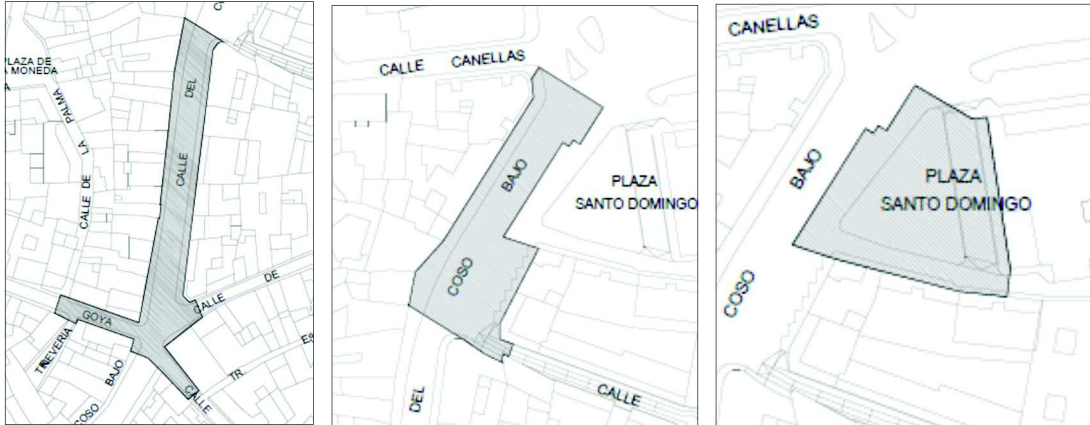 PLAZA DE
MONEDA
CALLE DE LA PALMA
DEL
CALLE
CALLE DE
GOYA
BAJO
COSO
CALLE
TR.
CALLE CANELLAS
BAJO
PLAZA
SANTO DOMINGO
COSO
DEL
CALLE
CANELLAS
BAJO
PLAZA
SANTO DOMINGO
COSO